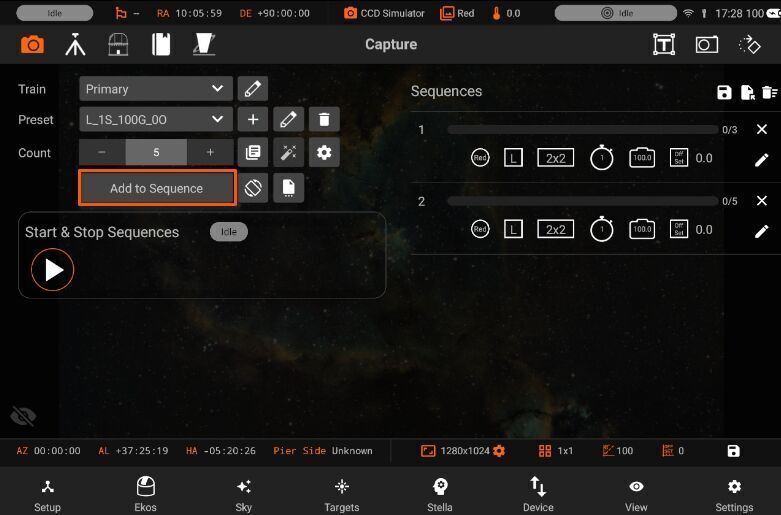 Idle – RA 10:05:59 DE +90:00:00 CCD Simulator Red 0.0 Idle 17:28 100
Capture T
Train Primary
Preset L_1S_100G_0O
Count − 5 +
Add to Sequence
Start & Stop Sequences Idle
Sequences
1 0/3
Red L 2x2 1 100.0 Off Set 0.0
2 0/5
Red L 2x2 1 100.0 Off Set 0.0
AZ 00:00:00 AL +37:25:19 HA -05:20:26 Pier Side Unknown 1280x1024 1x1 100 0
Setup Ekos Sky Targets Stella Device View Settings